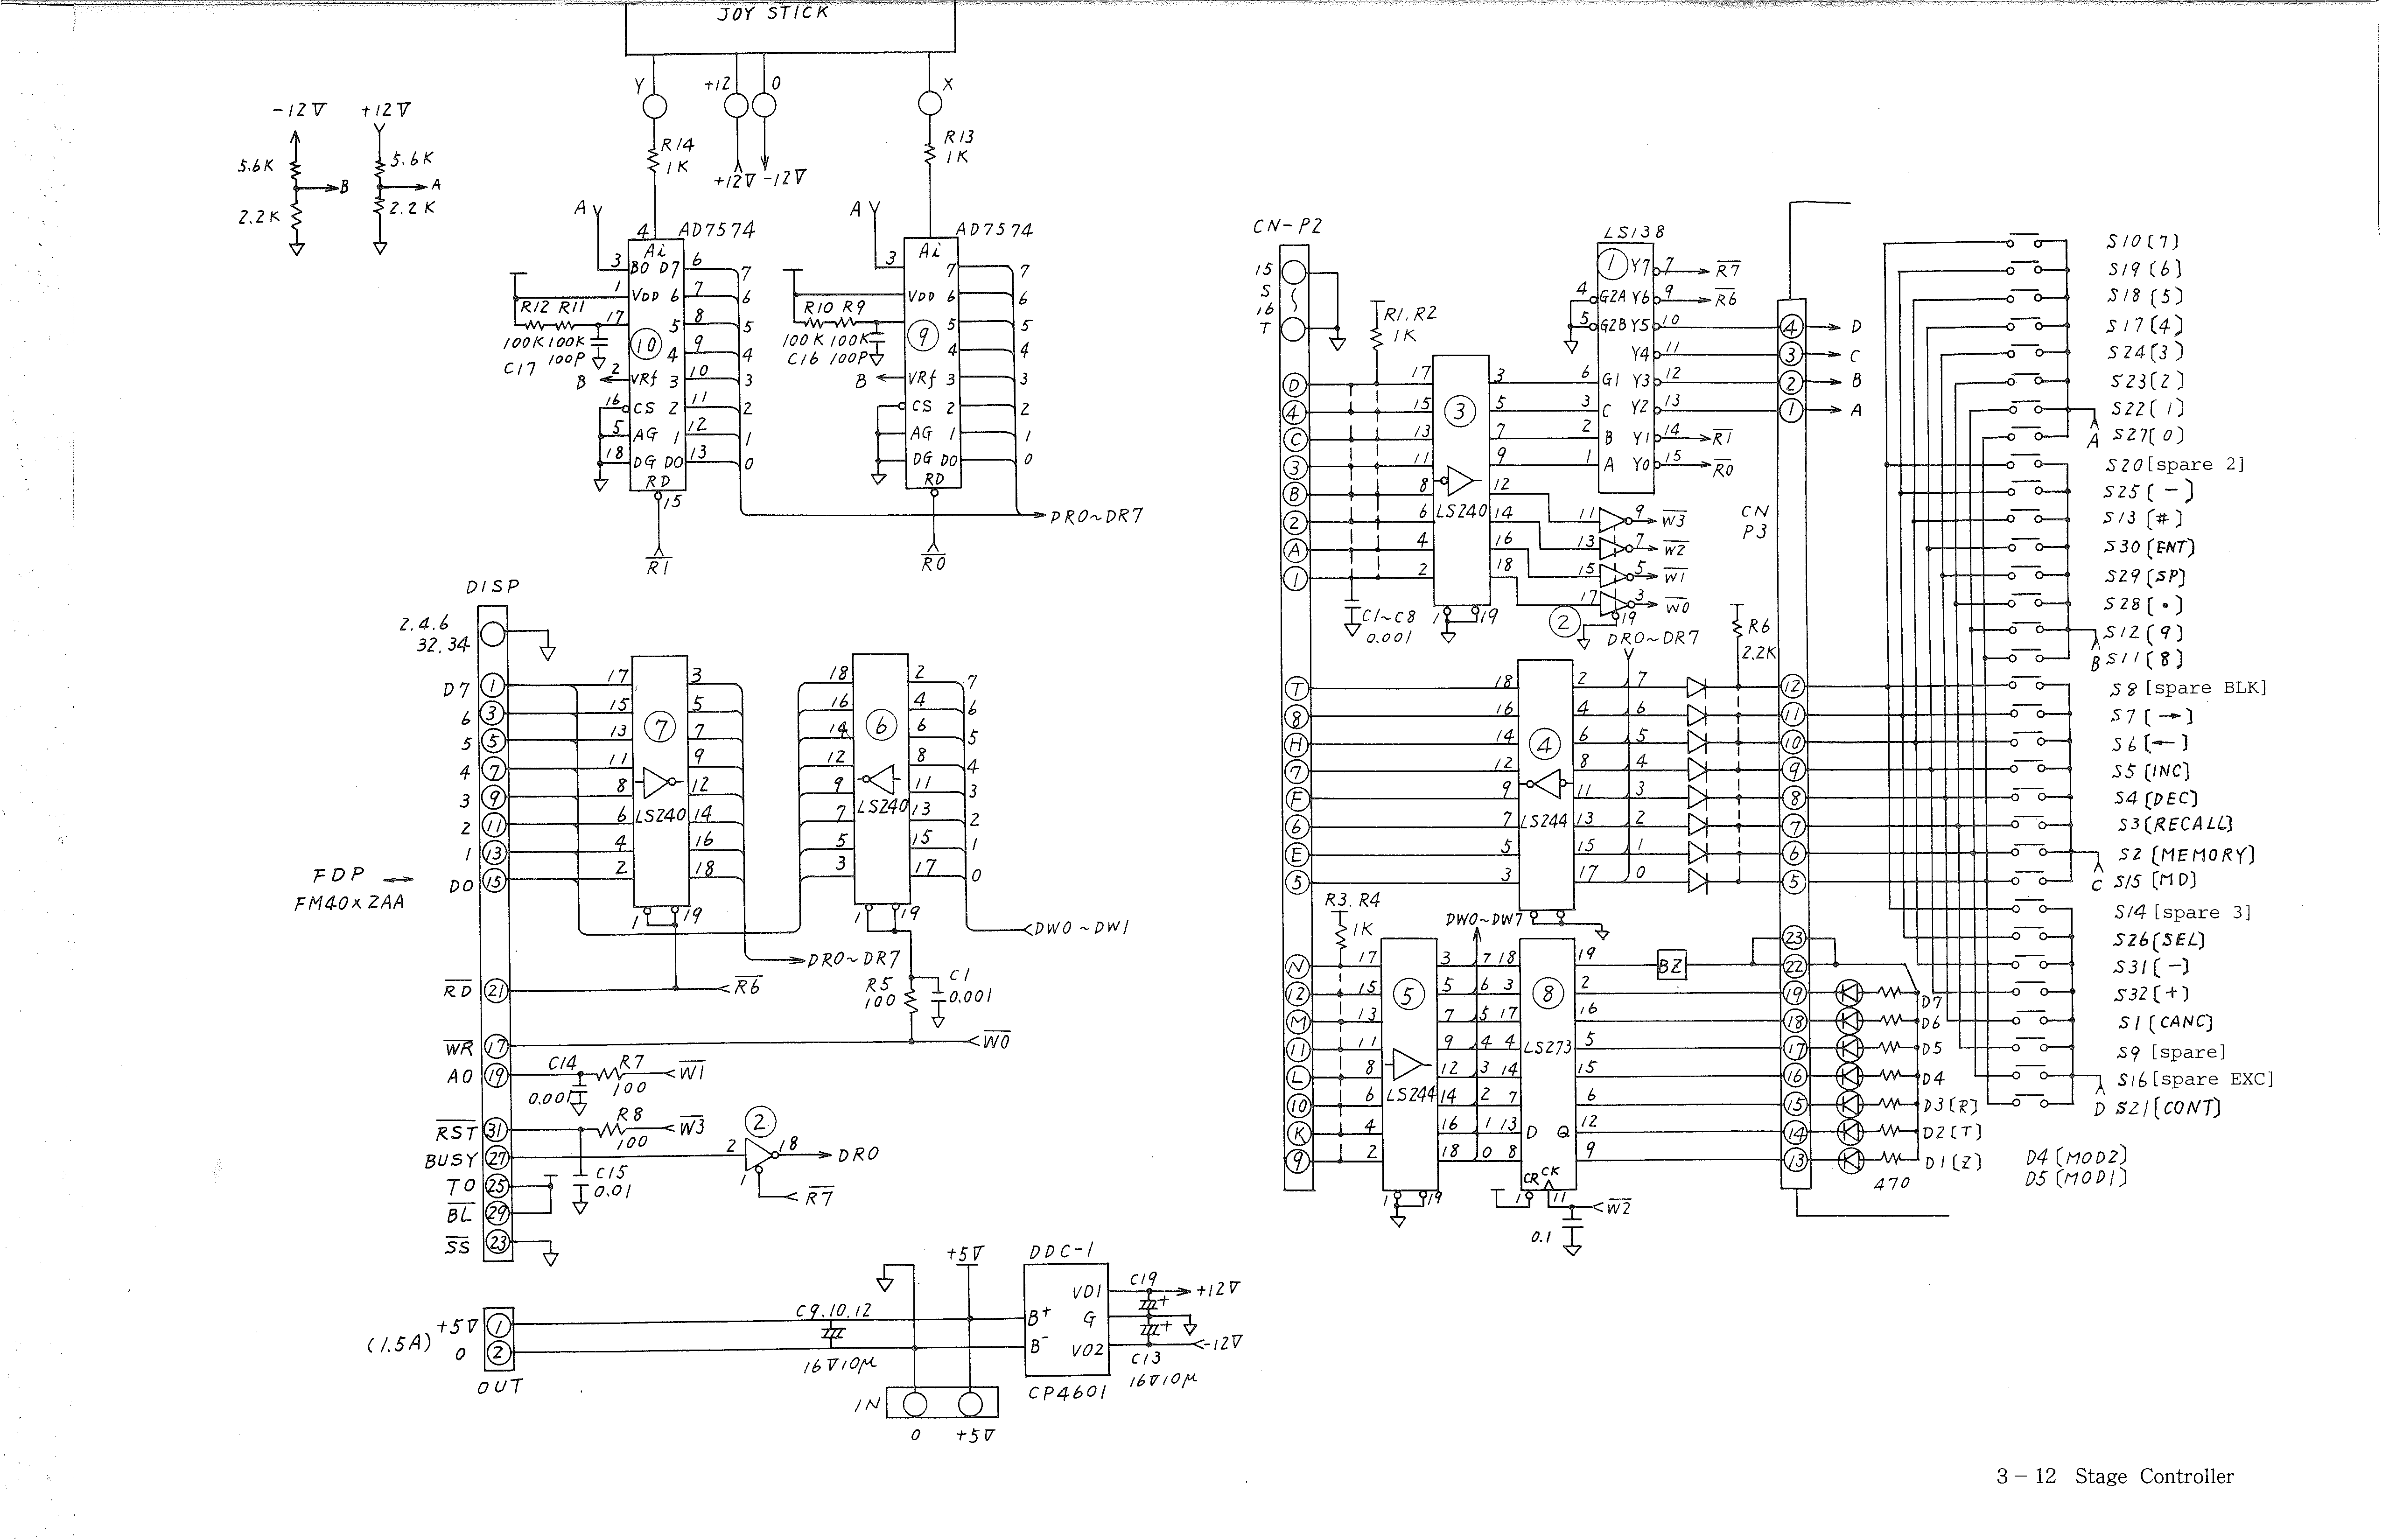 JOY STICK
Y +12 0 X
-12V +12V
5.6K 5.6K
B A
2.2K 2.2K
R14 1K
+12V -12V
R13 1K
A 4 AD7574
Ai
3 BO D7 6 7
1 VDD 6 7 6
R12 R11 17 5 8 5
100K 100K 100P 10 4 9 4
C17
B 2 VRf 3 10 3
16 CS 2 11 2
5 AG 1 12 1
18 DG D0 13 0
RD
15
R1
A AD7574
Ai
3 7 7
VDD 6 6
R10 R9 5 5
100K 100K 9 4 4
C16 100P
B VRf 3 3
CS 2 2
AG 1 1
DG D0 0
RD
R0
DR0~DR7
DISP
2.4.6
32.34
D7 1 17 3 18 2 7
6 3 15 5 16 4 6
5 5 13 7 7 14 6 6 5
4 7 11 9 12 8 4
3 9 8 12 9 11 3
2 11 6 LS240 14 7 LS240 13 2
1 13 4 16 5 15 1
D0 15 2 18 3 17 0
FDP
FM40x2AA
1 19 1 19
DW0~DW1
DR0~DR7
RD 21 R6
R5 100 C1 0.001
WR 17 W0
A0 19 C14 0.001 R7 100 W1
RST 31 R8 100 W3
BUSY 27 2 2 18 DR0
1 R7
C15 0.01
T0 25
BL 29
SS 23
+5V 1
(1.5A) 0 2
OUT
C9.10.12
16V10μ
+5V
DDC-1
B+ VD1
G
B- VO2
CP4601
C19 +12V
-12V
C13
16V10μ
IN
0 +5V
CN-P2
15
S
16
T
R1.R2
1K
D 17 3
4 15 3 5
C 13 7
3 11 9
B 8 12
2 6 LS240 14
A 4 16
1 2 18
C1~C8
0.001
1 19
LS138
1 Y7 7 R7
4 G2A Y6 9 R6
5 G2B Y5 10
Y4 11
6 G1 Y3 12
3 C Y2 13
2 B Y1 14 R1
1 A Y0 15 R0
11 9 W3
13 7 W2
15 5 W1
17 3 W0
2 19
DR0~DR7
R6
2.2K
CN
P3
4 D
3 C
2 B
1 A
T 18 2 7 12
8 16 4 6 11
H 14 4 6 5 10
7 12 8 4 9
F 9 11 3 8
6 7 LS244 13 2 7
E 5 15 1 6
5 3 17 0 5
R3.R4
1K
DW0~DW7
N 17 3 7 18 19 BZ
12 15 5 5 6 3 8 2
M 13 7 5 17 16
11 11 9 4 4 LS273 5
L 8 12 3 14 15
10 6 LS244 14 2 7 6
K 4 16 1 13 D Q 12
9 2 18 0 8 9
1 19
CR CK
1 11 W2
0.1
23
22
19 D7
18 D6
17 D5
16 D4
15 D3[R]
14 D2[T]
13 D1[Z]
470
D4[MOD2]
D5[MOD1]
S10[7]
S19[6]
S18[5]
S17[4]
S24[3]
S23[2]
S22[1]
A S27[0]
S20[spare 2]
S25[-]
S13[#]
S30[ENT]
S29[SP]
S28[•]
S12[9]
B S11[8]
S8[spare BLK]
S7[→]
S6[←]
S5[INC]
S4[DEC]
S3[RECALL]
S2[MEMORY]
C S15[MD]
S14[spare 3]
S26[SEL]
S31[-]
S32[+]
S1[CANC]
S9[spare]
S16[spare EXC]
D S21[CONT]
3-12 Stage Controller